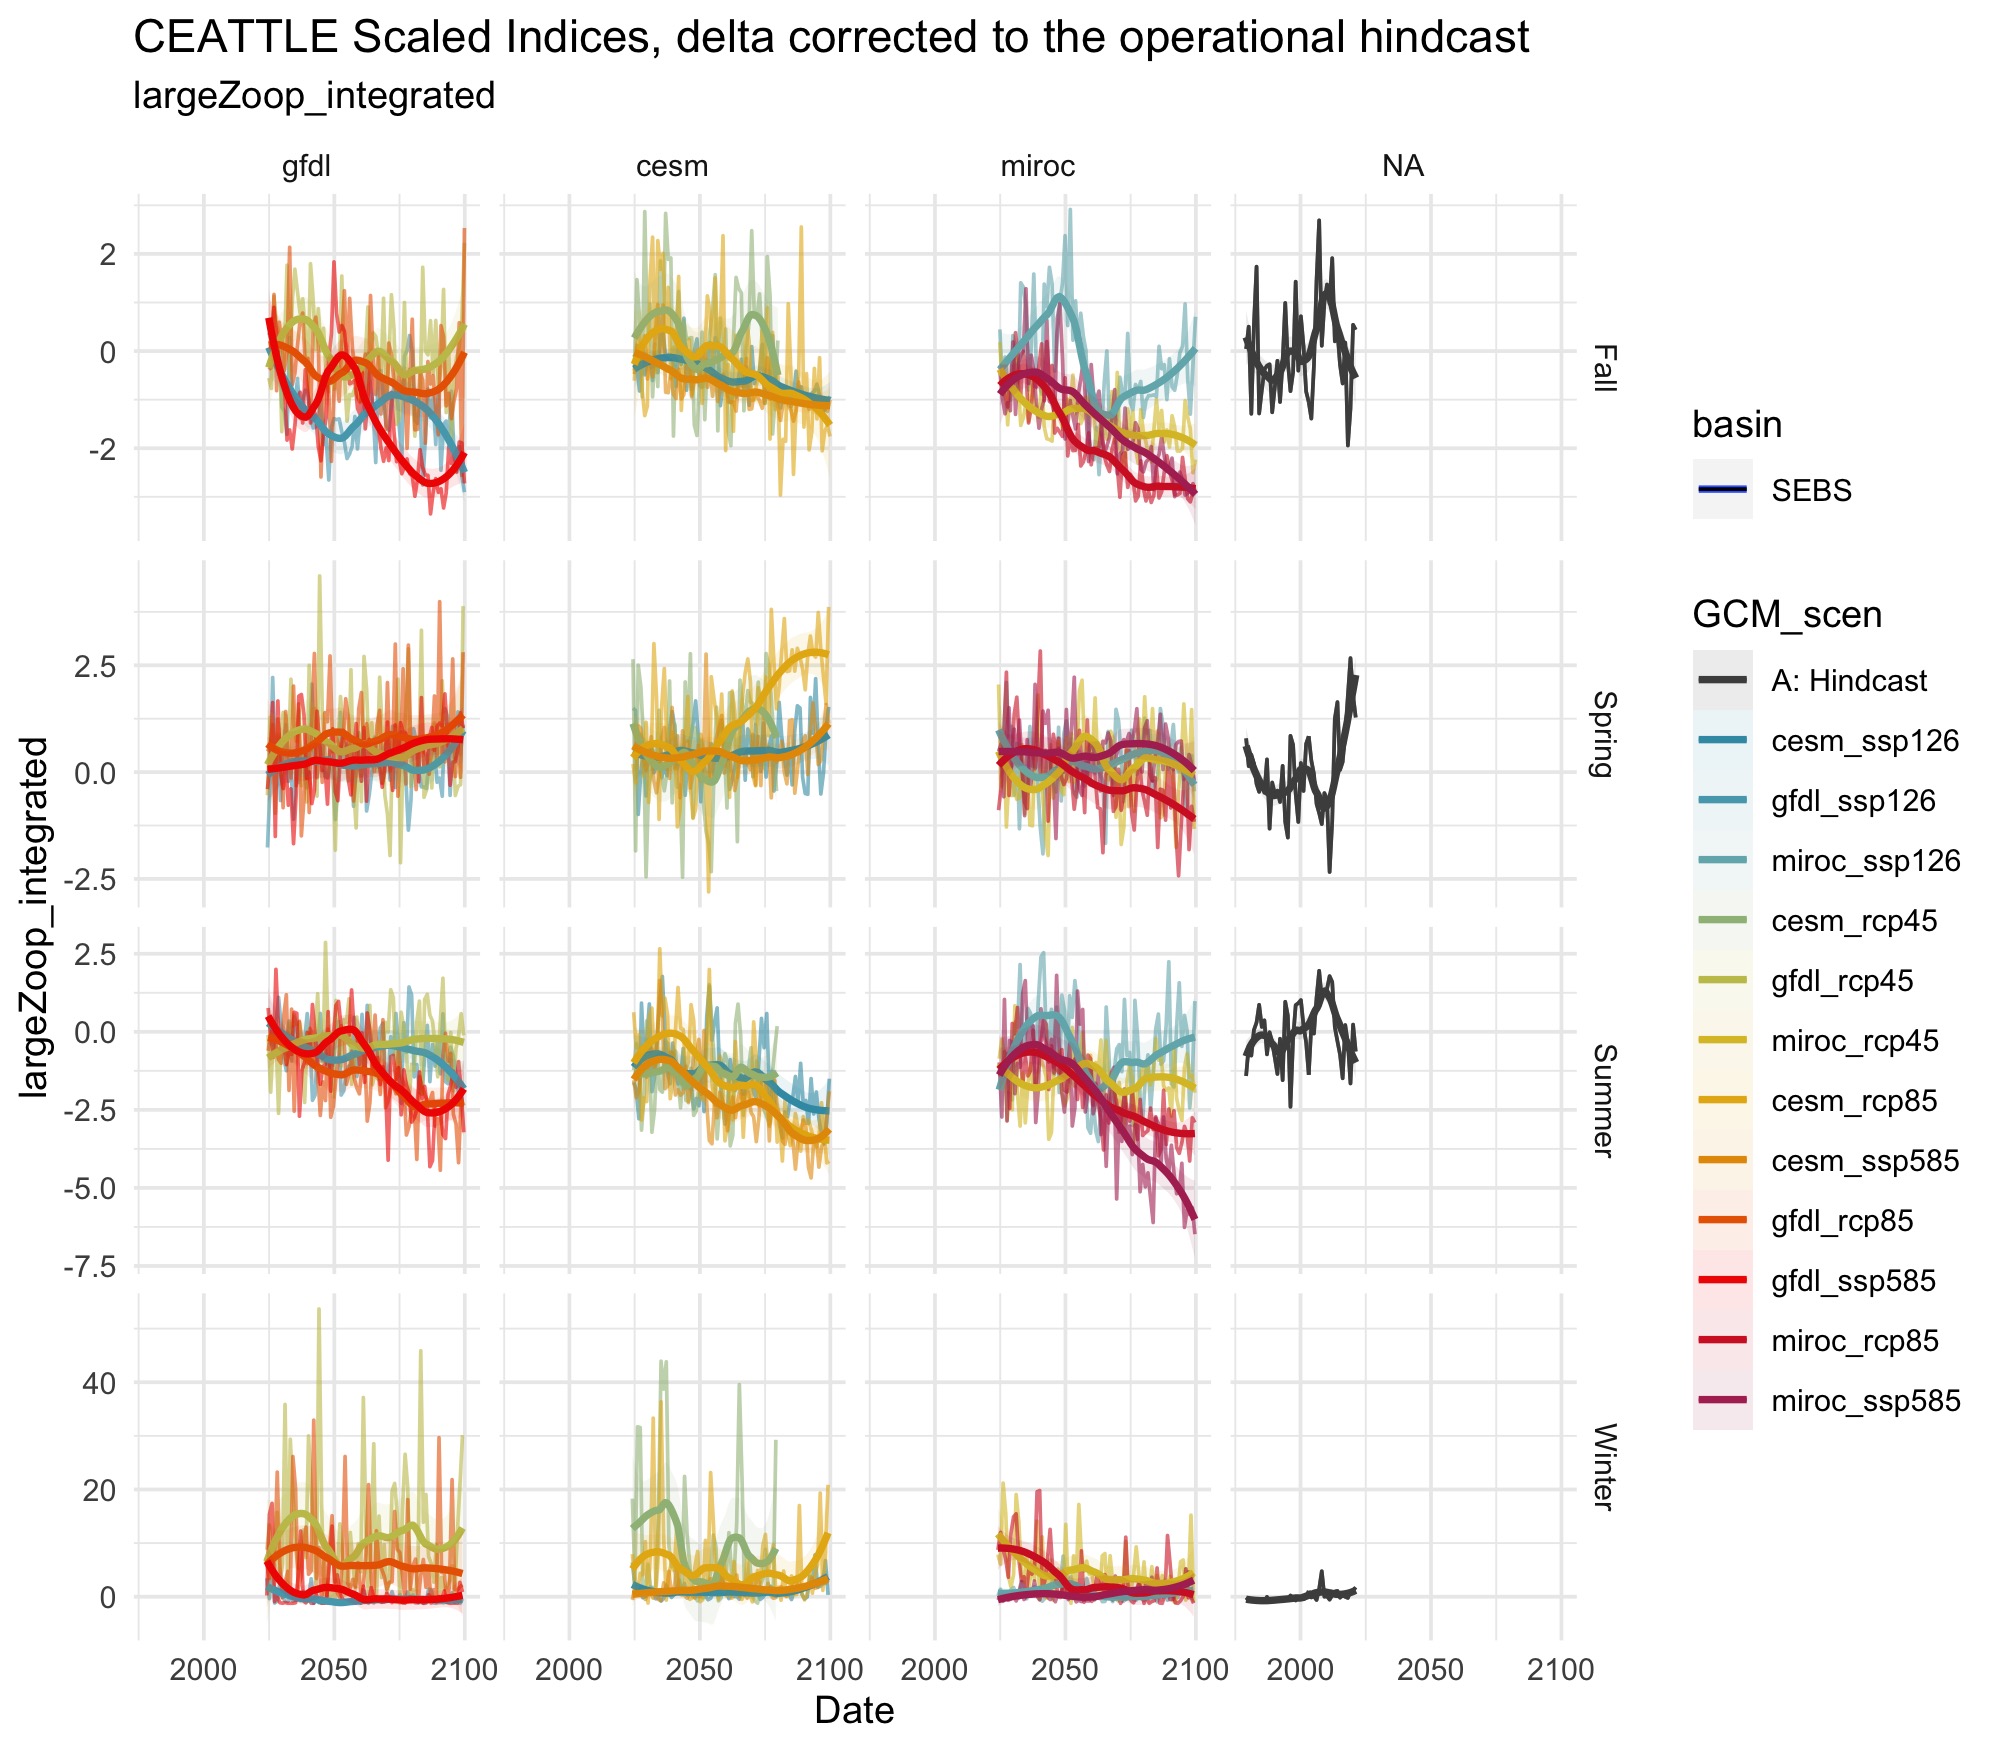 CEATTLE Scaled Indices, delta corrected to the operational hindcast
largeZoop_integrated
gfdl cesm miroc NA
2
0
-2
Fall
2.5
0.0
-2.5
Spring
2.5
0.0
-2.5
-5.0
-7.5
Summer
40
20
0
Winter
2000 2050 2100 2000 2050 2100 2000 2050 2100 2000 2050 2100
Date
largeZoop_integrated
basin
SEBS
GCM_scen
A: Hindcast
cesm_ssp126
gfdl_ssp126
miroc_ssp126
cesm_rcp45
gfdl_rcp45
miroc_rcp45
cesm_rcp85
cesm_ssp585
gfdl_rcp85
gfdl_ssp585
miroc_rcp85
miroc_ssp585